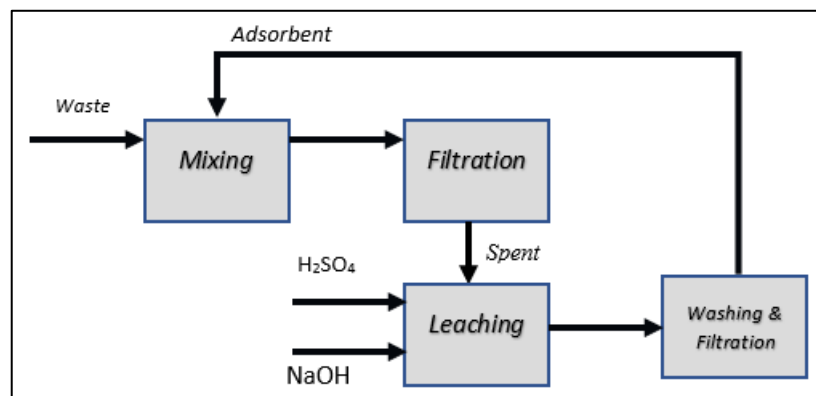 Adsorbent
Waste
Mixing
Filtration
Spent
H₂SO₄
Leaching
Washing &
Filtration
NaOH